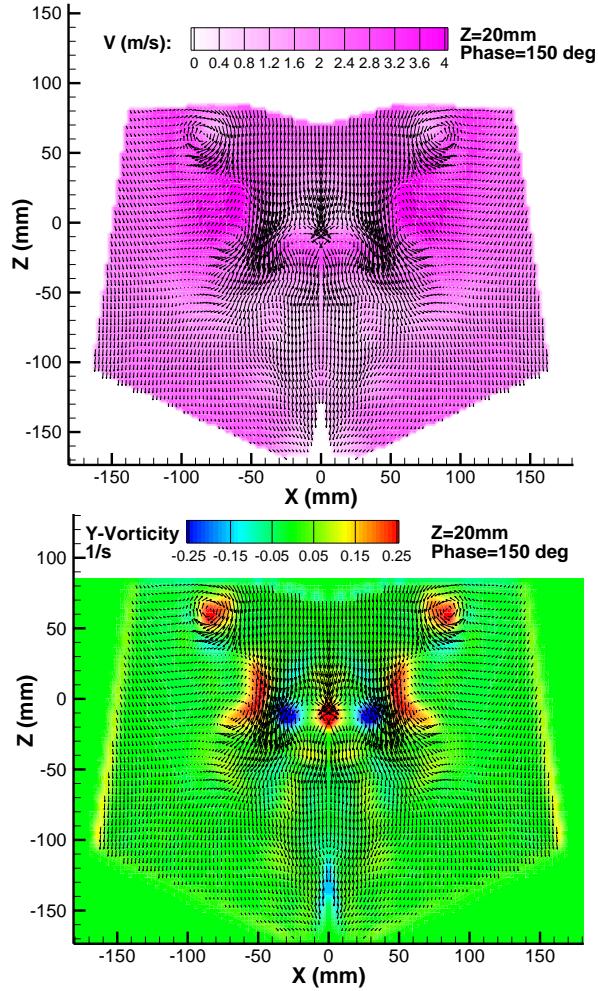 150
V (m/s):
0 0.4 0.8 1.2 1.6 2 2.4 2.8 3.2 3.6 4
Z=20mm
Phase=150 deg
100
50
0
-50
-100
-150
Z (mm)
-150 -100 -50 0 50 100 150
X (mm)
Y-Vorticity
1/s
-0.25 -0.15 -0.05 0.05 0.15 0.25
Z=20mm
Phase=150 deg
100
50
0
-50
-100
-150
Z (mm)
-150 -100 -50 0 50 100 150
X (mm)